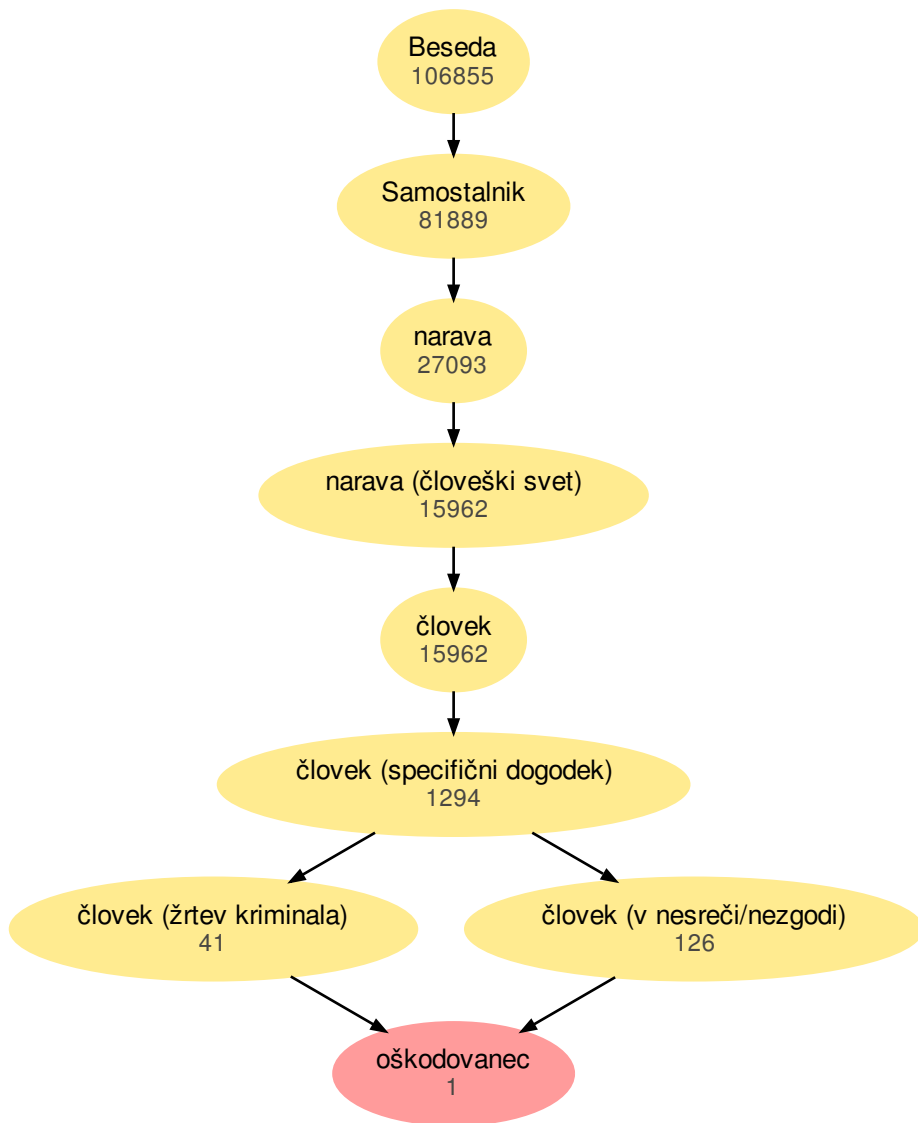 Beseda
106855
Samostalnik
81889
narava
27093
narava (človeški svet)
15962
človek
15962
človek (specifični dogodek)
1294
človek (žrtev kriminala)
41
človek (v nesreči/nezgodi)
126
oškodovanec
1